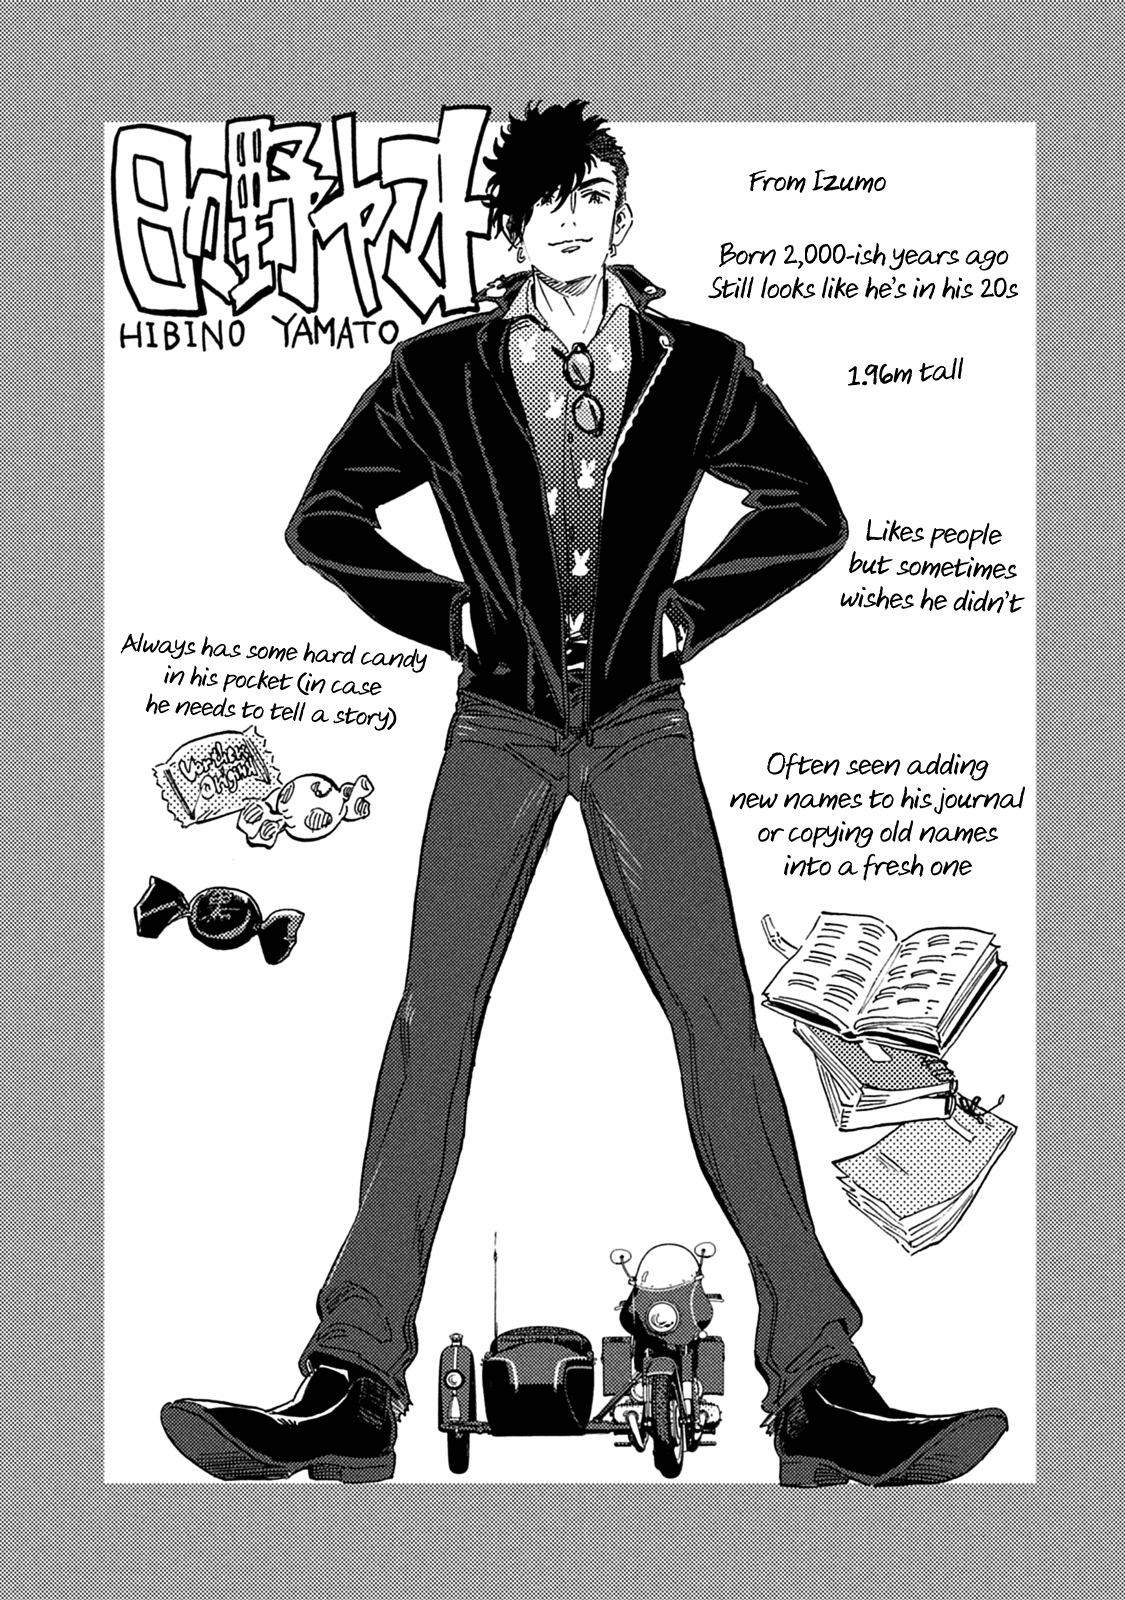 日野ヤマト
HIBINO YAMATO
From Izumo
Born 2,000-ish years ago
Still looks like he's in his 20s
1.96m tall
Likes people
but sometimes
wishes he didn't
Always has some hard candy
in his pocket (in case
he needs to tell a story)
Werther's
Original
Often seen adding
new names to his journal
or copying old names
into a fresh one